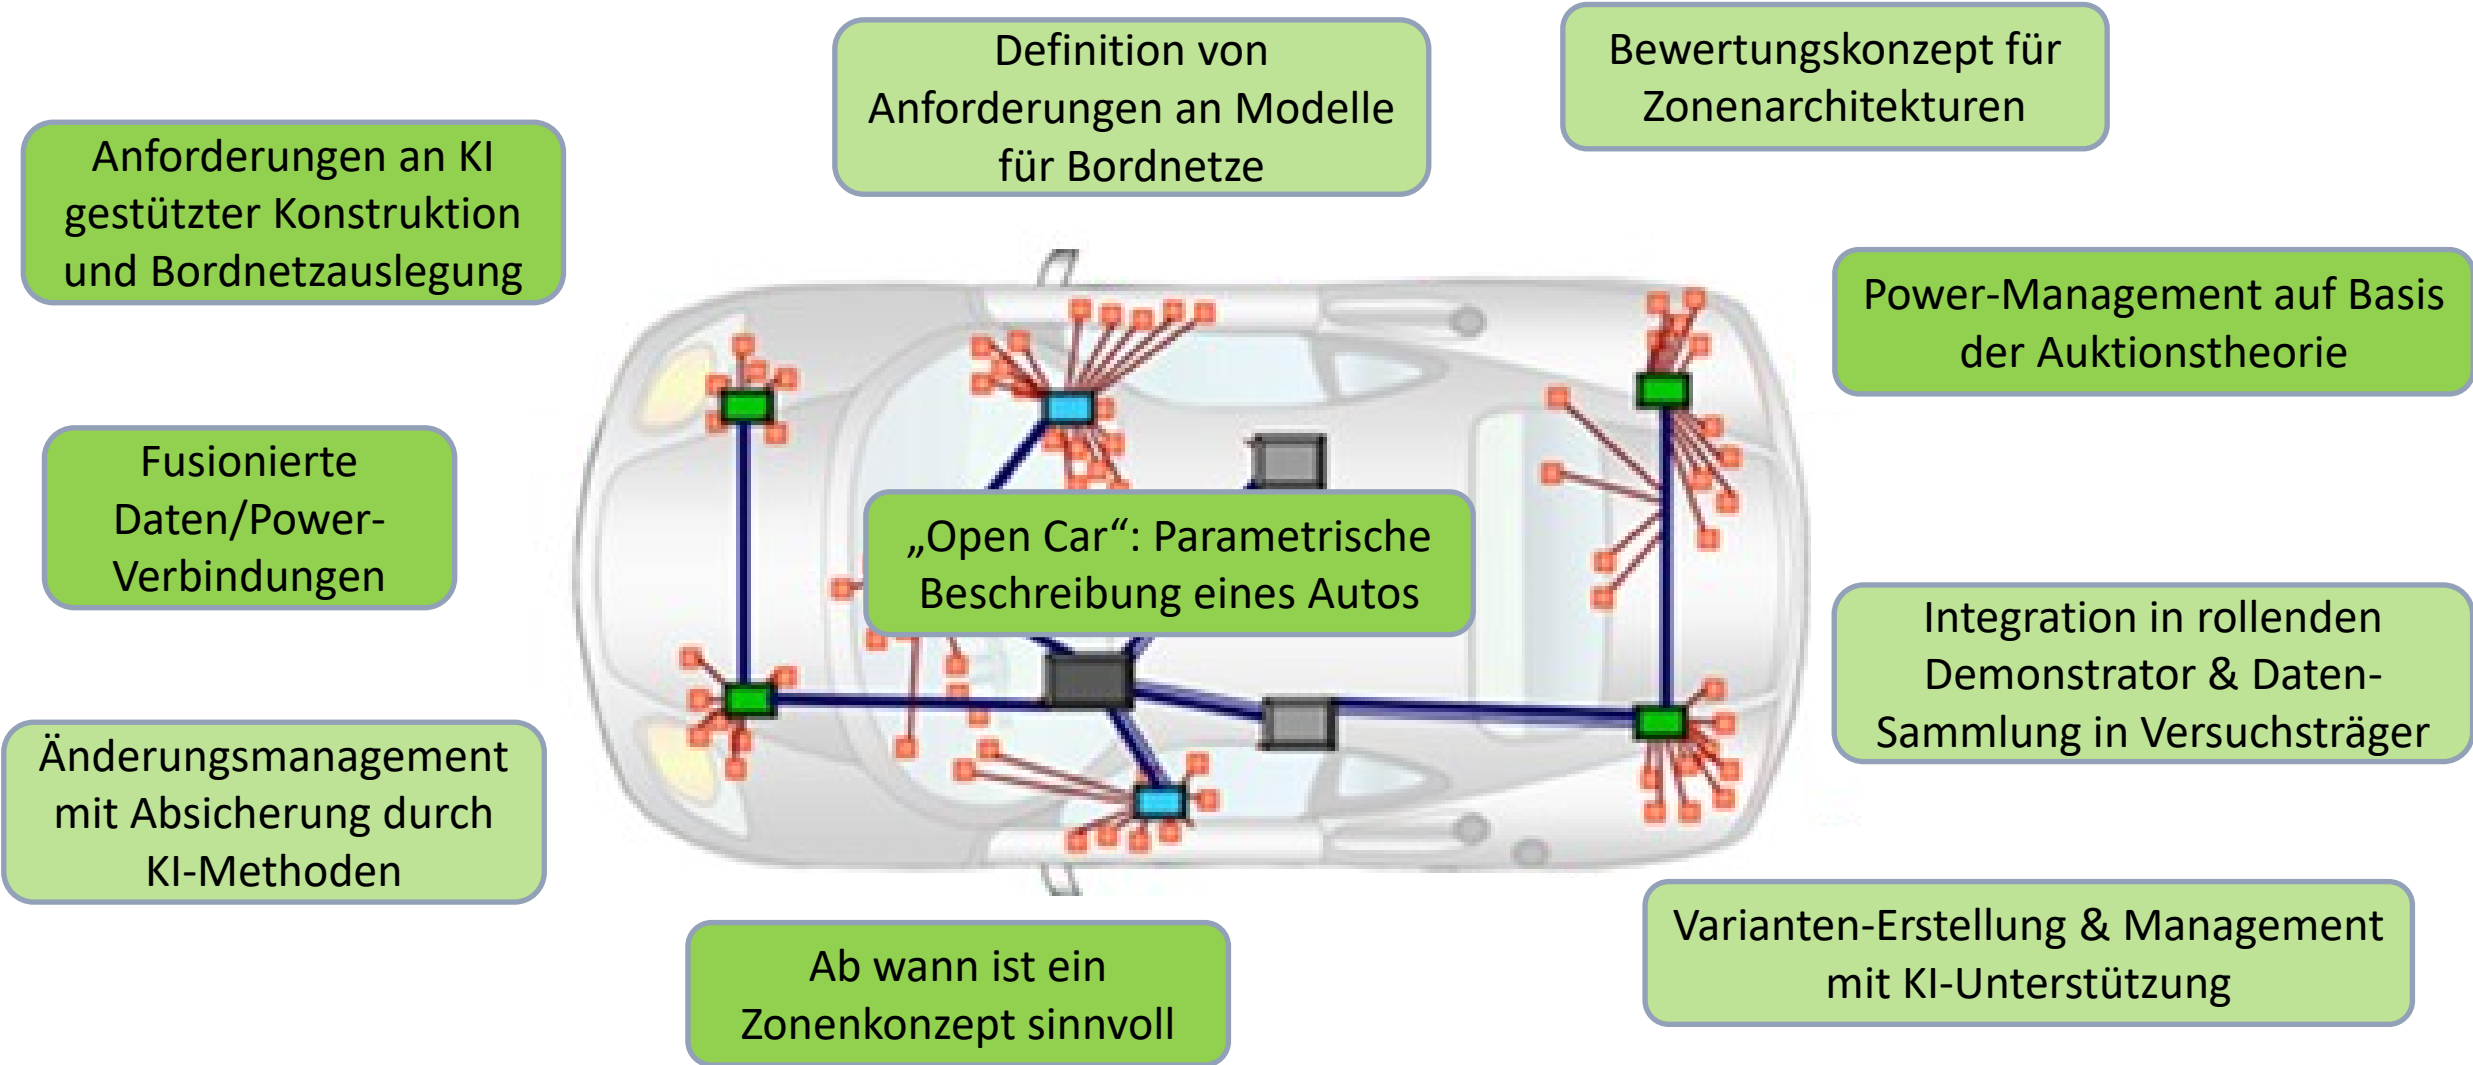 Definition von
Anforderungen an Modelle
für Bordnetze
Bewertungskonzept für
Zonenarchitekturen
Anforderungen an KI
gestützter Konstruktion
und Bordnetzauslegung
Power-Management auf Basis
der Auktionstheorie
Fusionierte
Daten/Power-
Verbindungen
„Open Car“: Parametrische
Beschreibung eines Autos
Integration in rollenden
Demonstrator & Daten-
Sammlung in Versuchsträger
Änderungsmanagement
mit Absicherung durch
KI-Methoden
Varianten-Erstellung & Management
mit KI-Unterstützung
Ab wann ist ein
Zonenkonzept sinnvoll